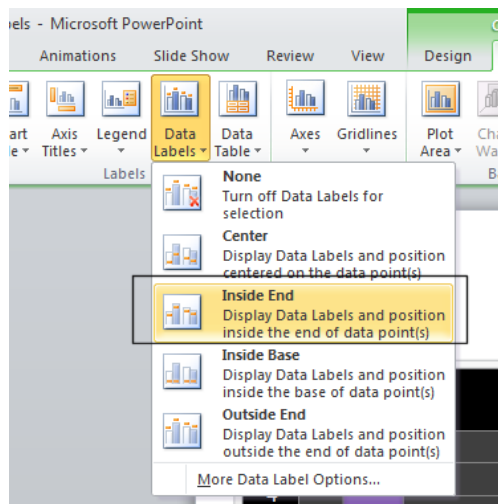 els - Microsoft PowerPoint
Animations Slide Show Review View Design
art Axis Legend Data Data Axes Gridlines Plot Cha
le Titles Labels Table Area Wa
Labels B
None
Turn off Data Labels for
selection
Center
Display Data Labels and position
centered on the data point(s)
Inside End
Display Data Labels and position
inside the end of data point(s)
Inside Base
Display Data Labels and position
inside the base of data point(s)
Outside End
Display Data Labels and position
outside the end of data point(s)
More Data Label Options...